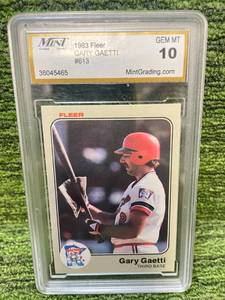 MINT
1983 Fleer
GEM MT
GARY GAETTI
10
#613
36045465
MintGrading.com
FLEER
Gary Gaetti
THIRD BASE